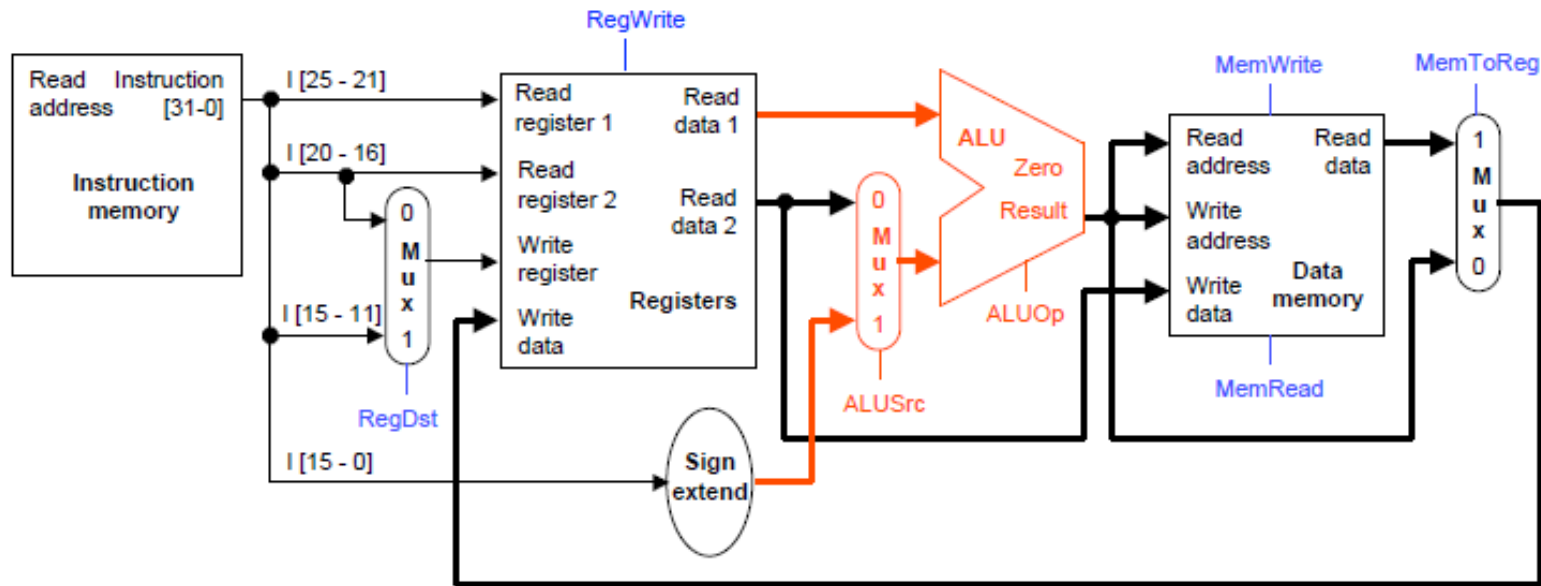 RegWrite
Read Instruction
address [31-0]
Instruction
memory
I [25 - 21]
I [20 - 16]
I [15 - 11]
I [15 - 0]
0
M
u
x
1
RegDst
Read
register 1
Read
data 1
Read
register 2
Read
data 2
Write
register
Registers
Write
data
Sign
extend
0
M
u
x
1
ALUSrc
ALU
Zero
Result
ALUOp
MemWrite
Read
address
Read
data
Write
address
Write
data
Data
memory
MemRead
MemToReg
1
M
u
x
0